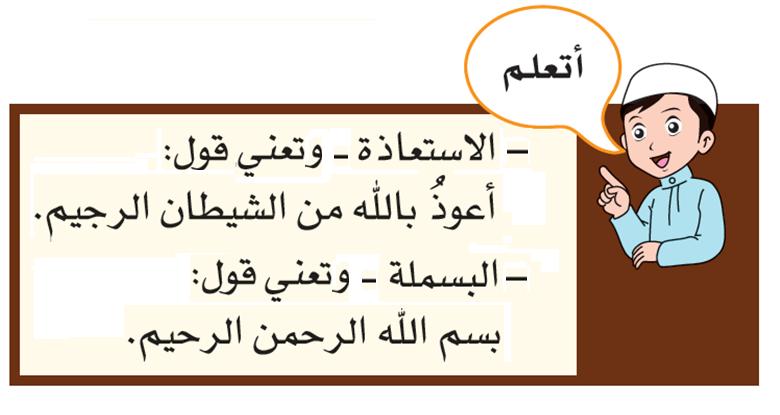 أتعلم
– الاستعاذة - وتعني قول:
أعوذُ بالله من الشيطان الرجيم.
– البسملة - وتعني قول:
بسم الله الرحمن الرحيم.